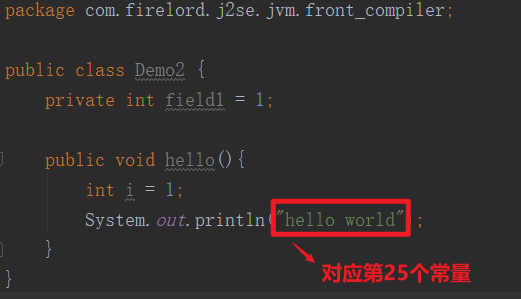 package com.firelord.j2se.jvm.front_compiler;
public class Demo2 {
private int field1 = 1;
public void hello(){
int i = 1;
System.out.println("hello world");
}
}
对应第25个常量